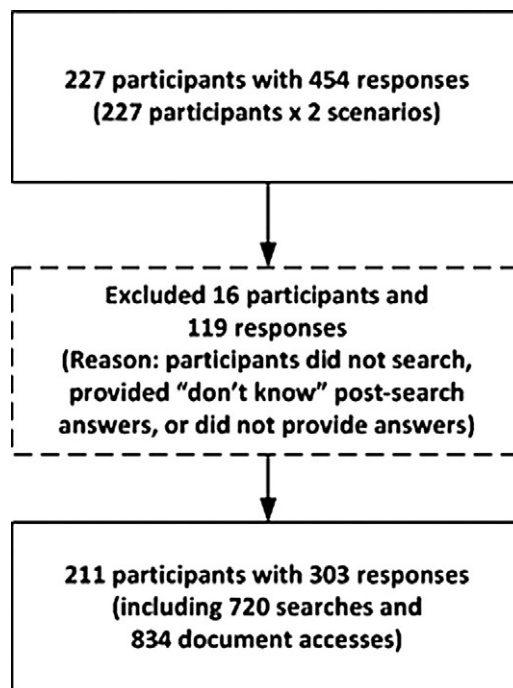 227 participants with 454 responses
(227 participants x 2 scenarios)
Excluded 16 participants and
119 responses
(Reason: participants did not search,
provided “don’t know” post-search
answers, or did not provide answers)
211 participants with 303 responses
(including 720 searches and
834 document accesses)